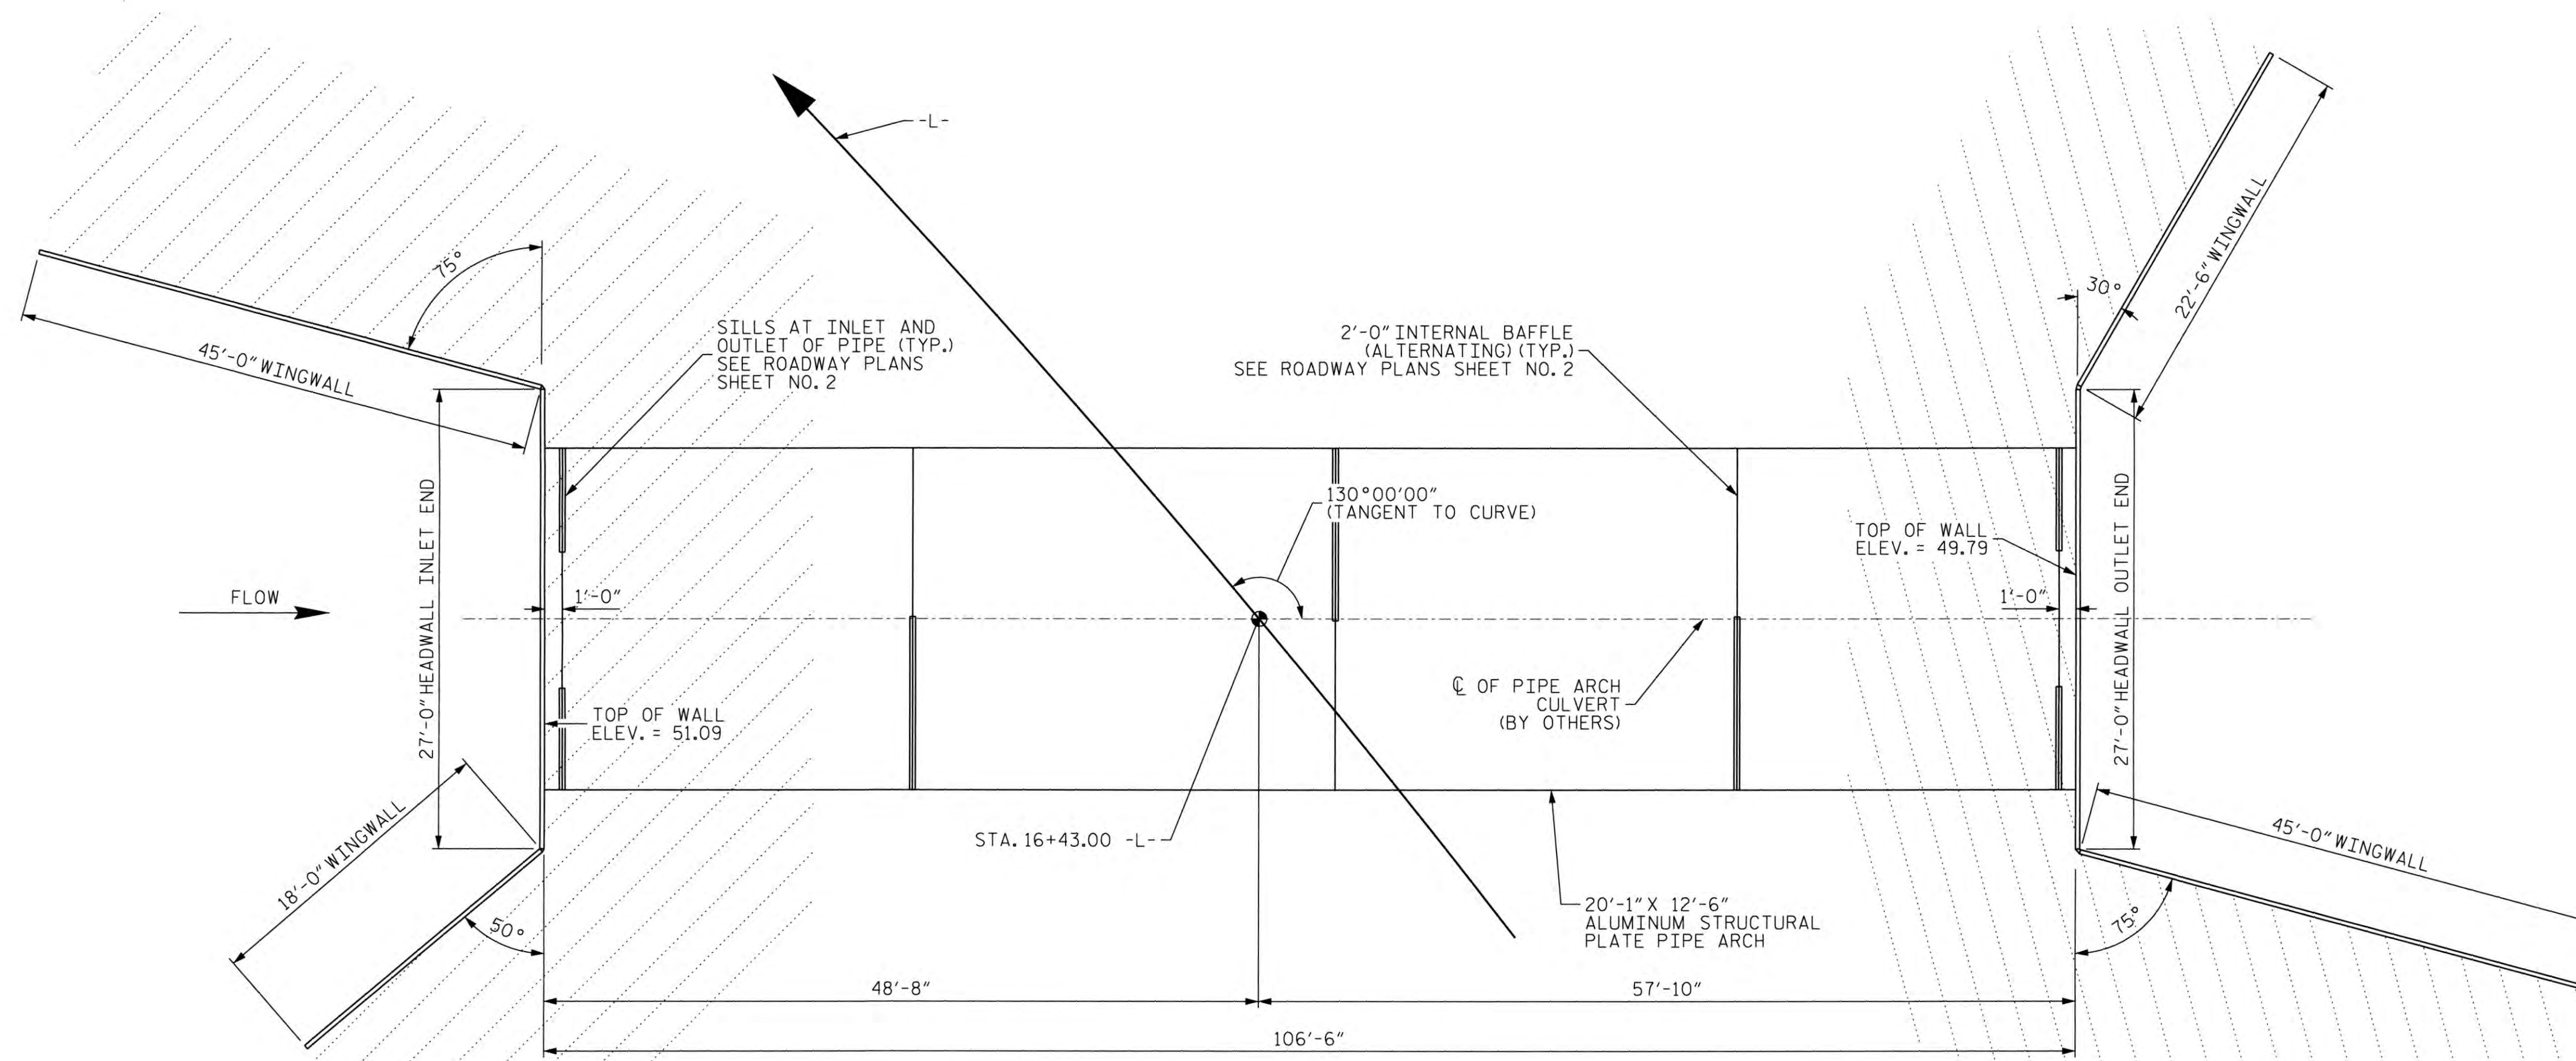 -L-
75°
30°
22'-6" WINGWALL
45'-0" WINGWALL
SILLS AT INLET AND
OUTLET OF PIPE (TYP.)
SEE ROADWAY PLANS
SHEET NO. 2
2'-0" INTERNAL BAFFLE
(ALTERNATING) (TYP.)
SEE ROADWAY PLANS SHEET NO. 2
27'-0" HEADWALL INLET END
130°00'00"
(TANGENT TO CURVE)
TOP OF WALL
ELEV. = 49.79
27'-0" HEADWALL OUTLET END
FLOW
1'-0"
1'-0"
℄ OF PIPE ARCH
CULVERT
(BY OTHERS)
TOP OF WALL
ELEV. = 51.09
18'-0" WINGWALL
STA. 16+43.00 -L-
45'-0" WINGWALL
50°
20'-1" X 12'-6"
ALUMINUM STRUCTURAL
PLATE PIPE ARCH
75°
48'-8"
57'-10"
106'-6"